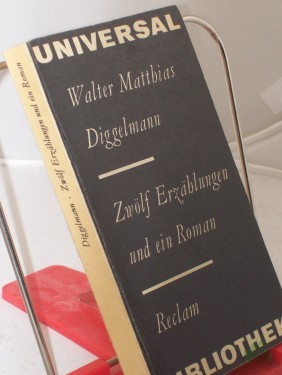 UNIVERSAL
Walter Matthias
Diggelmann
Zwölf Erzählungen
und ein Roman
Reclam
BIBLIOTHEK
Diggelmann · Zwölf Erzählungen und ein Roman